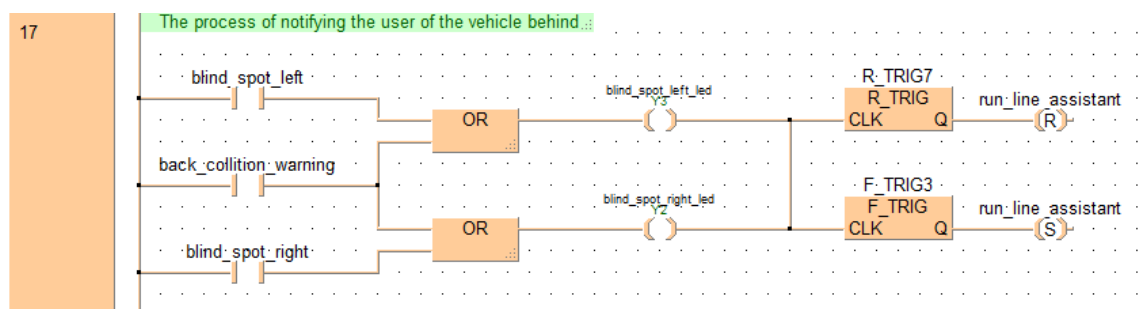 17
The process of notifying the user of the vehicle behind
blind_spot_left
blind_spot_left_led
Y3
R_TRIG7
R_TRIG
CLK Q
run_line_assistant
(R)
OR
back_collition_warning
blind_spot_right_led
Y2
F_TRIG3
F_TRIG
CLK Q
run_line_assistant
(S)
OR
blind_spot_right